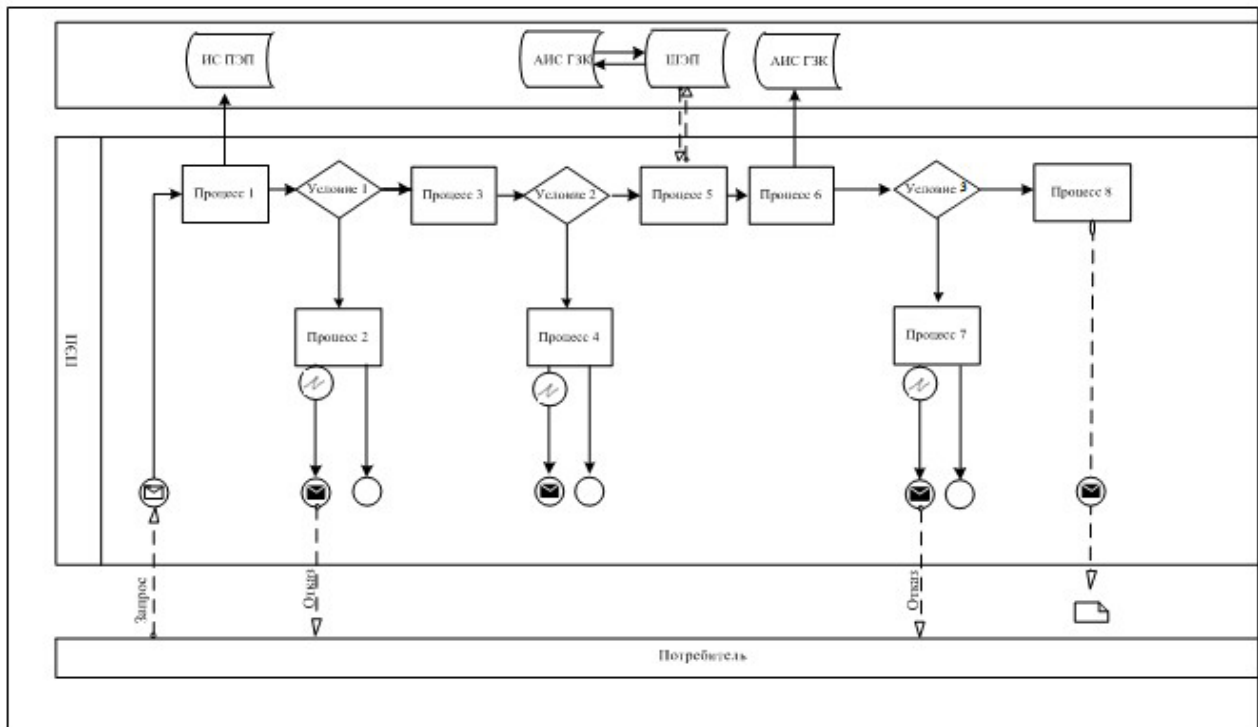 ИС ПЭП
АИС ГЗК
ШЭП
АИС ГЗК
ПЭП
Процесс 1
Условие 1
Процесс 3
Условие 2
Процесс 5
Процесс 6
Условие 3
Процесс 8
Процесс 2
Процесс 4
Процесс 7
Запрос
Отказ
Отказ
Потребитель